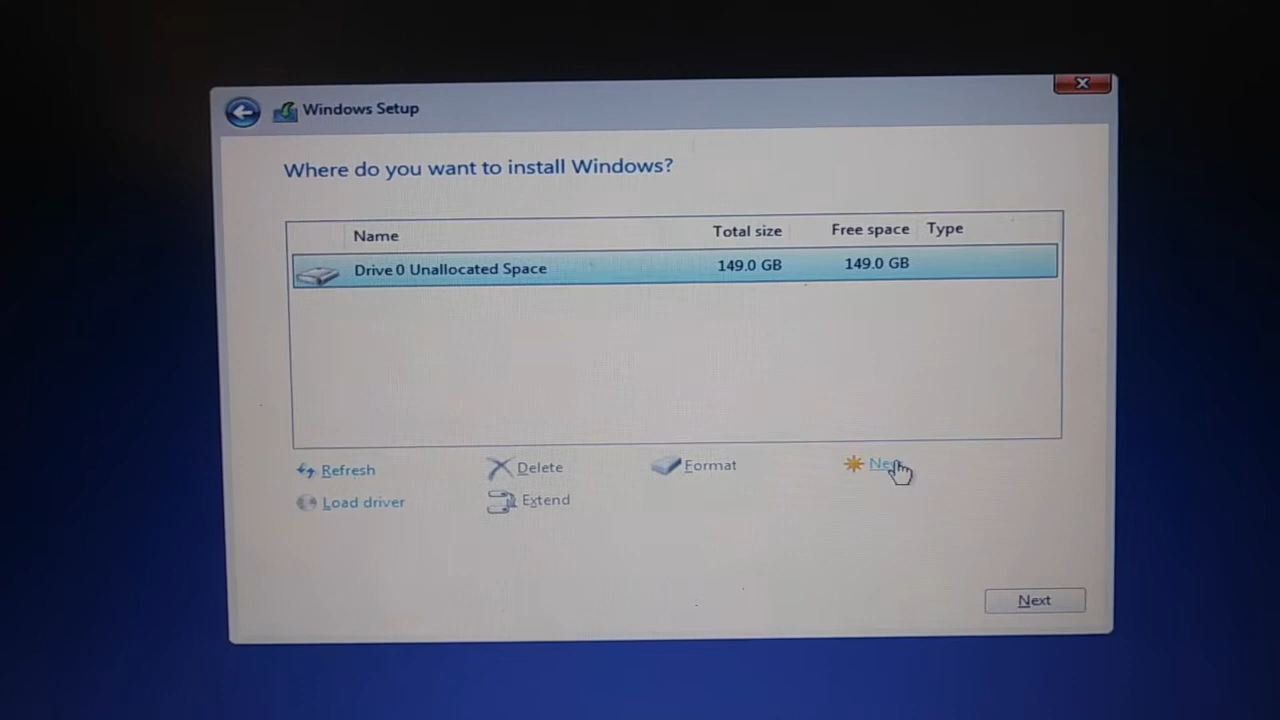 Windows Setup
Where do you want to install Windows?
Name Total size Free space Type
Drive 0 Unallocated Space 149.0 GB 149.0 GB
Refresh Delete Format
Load driver Extend
Next